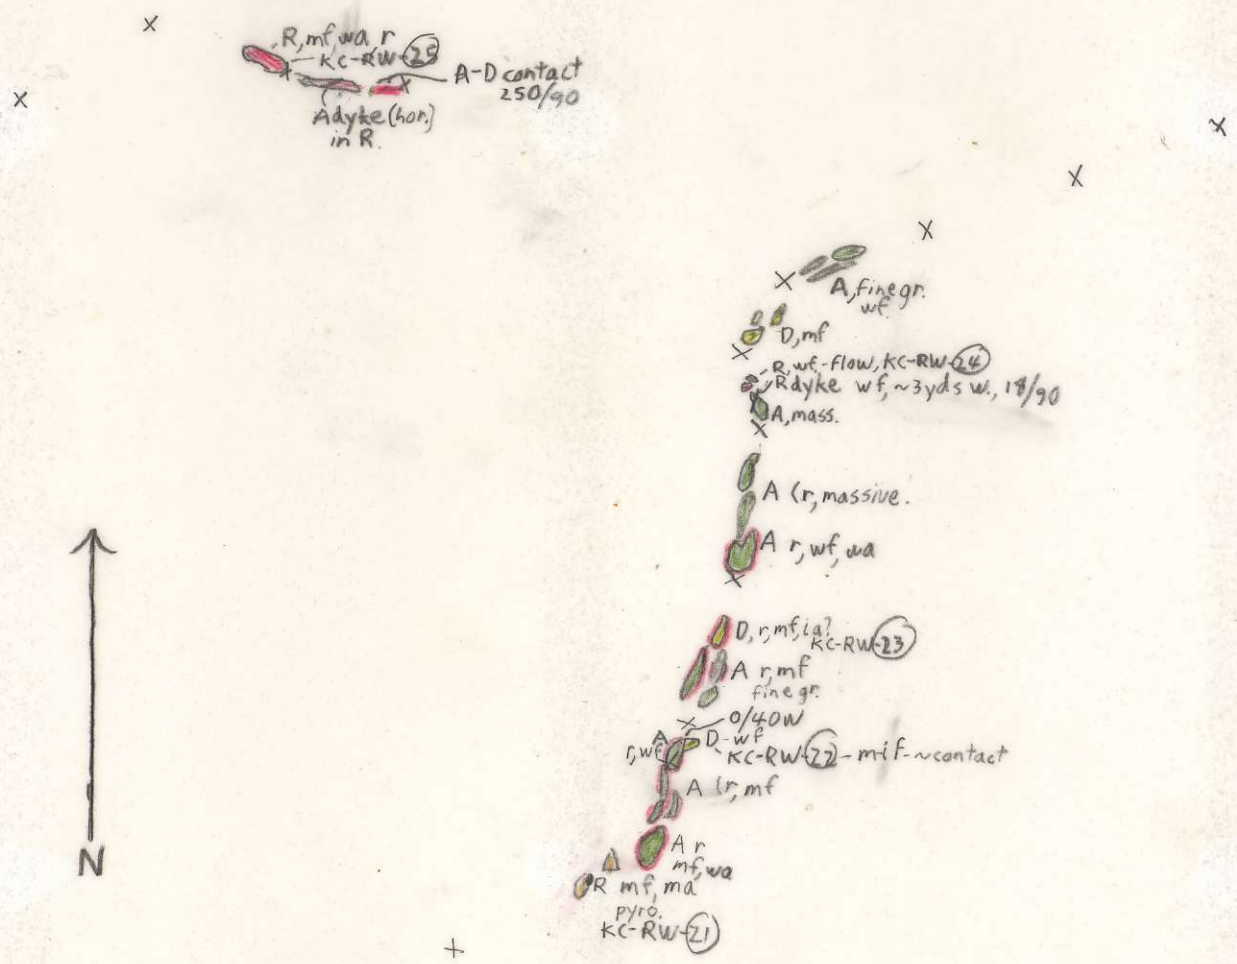 R, mf, wa r
KC-RW-25
A-D contact
250/90
A dyke (hor.)
in R.
A, fine gr.
wf.
D, mf
R, wf-flow, KC-RW-24
R dyke wf, ~3yds w., 18/90
A, mass.
A (r, massive.
A r, wf, wa
D, r, mf, ia?
KC-RW-23
A r, mf
fine gr.
0/40W
A
r, wf
D-wf
KC-RW-22-mif-~contact
A (r, mf
A r
mf, wa
R mf, ma
pyro.
KC-RW-21
N